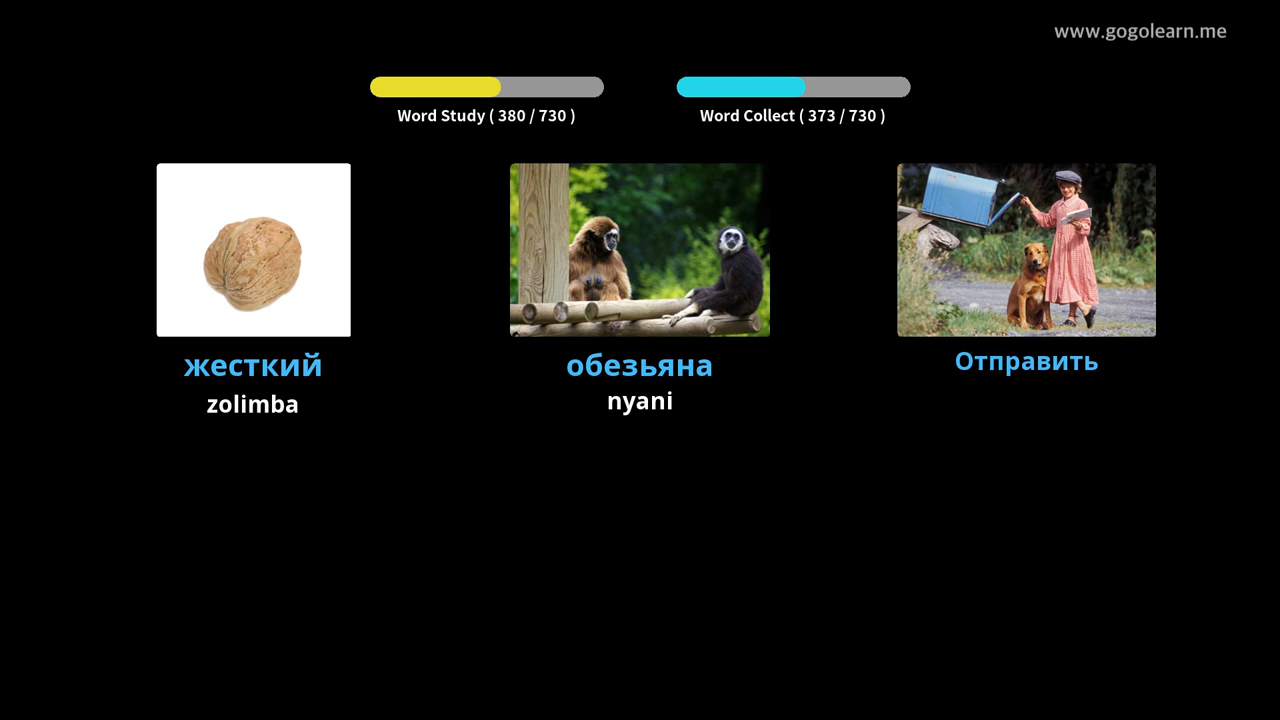 www.gogolearn.me
Word Study ( 380 / 730 )
Word Collect ( 373 / 730 )
жесткий
zolimba
обезьяна
nyani
Отправить